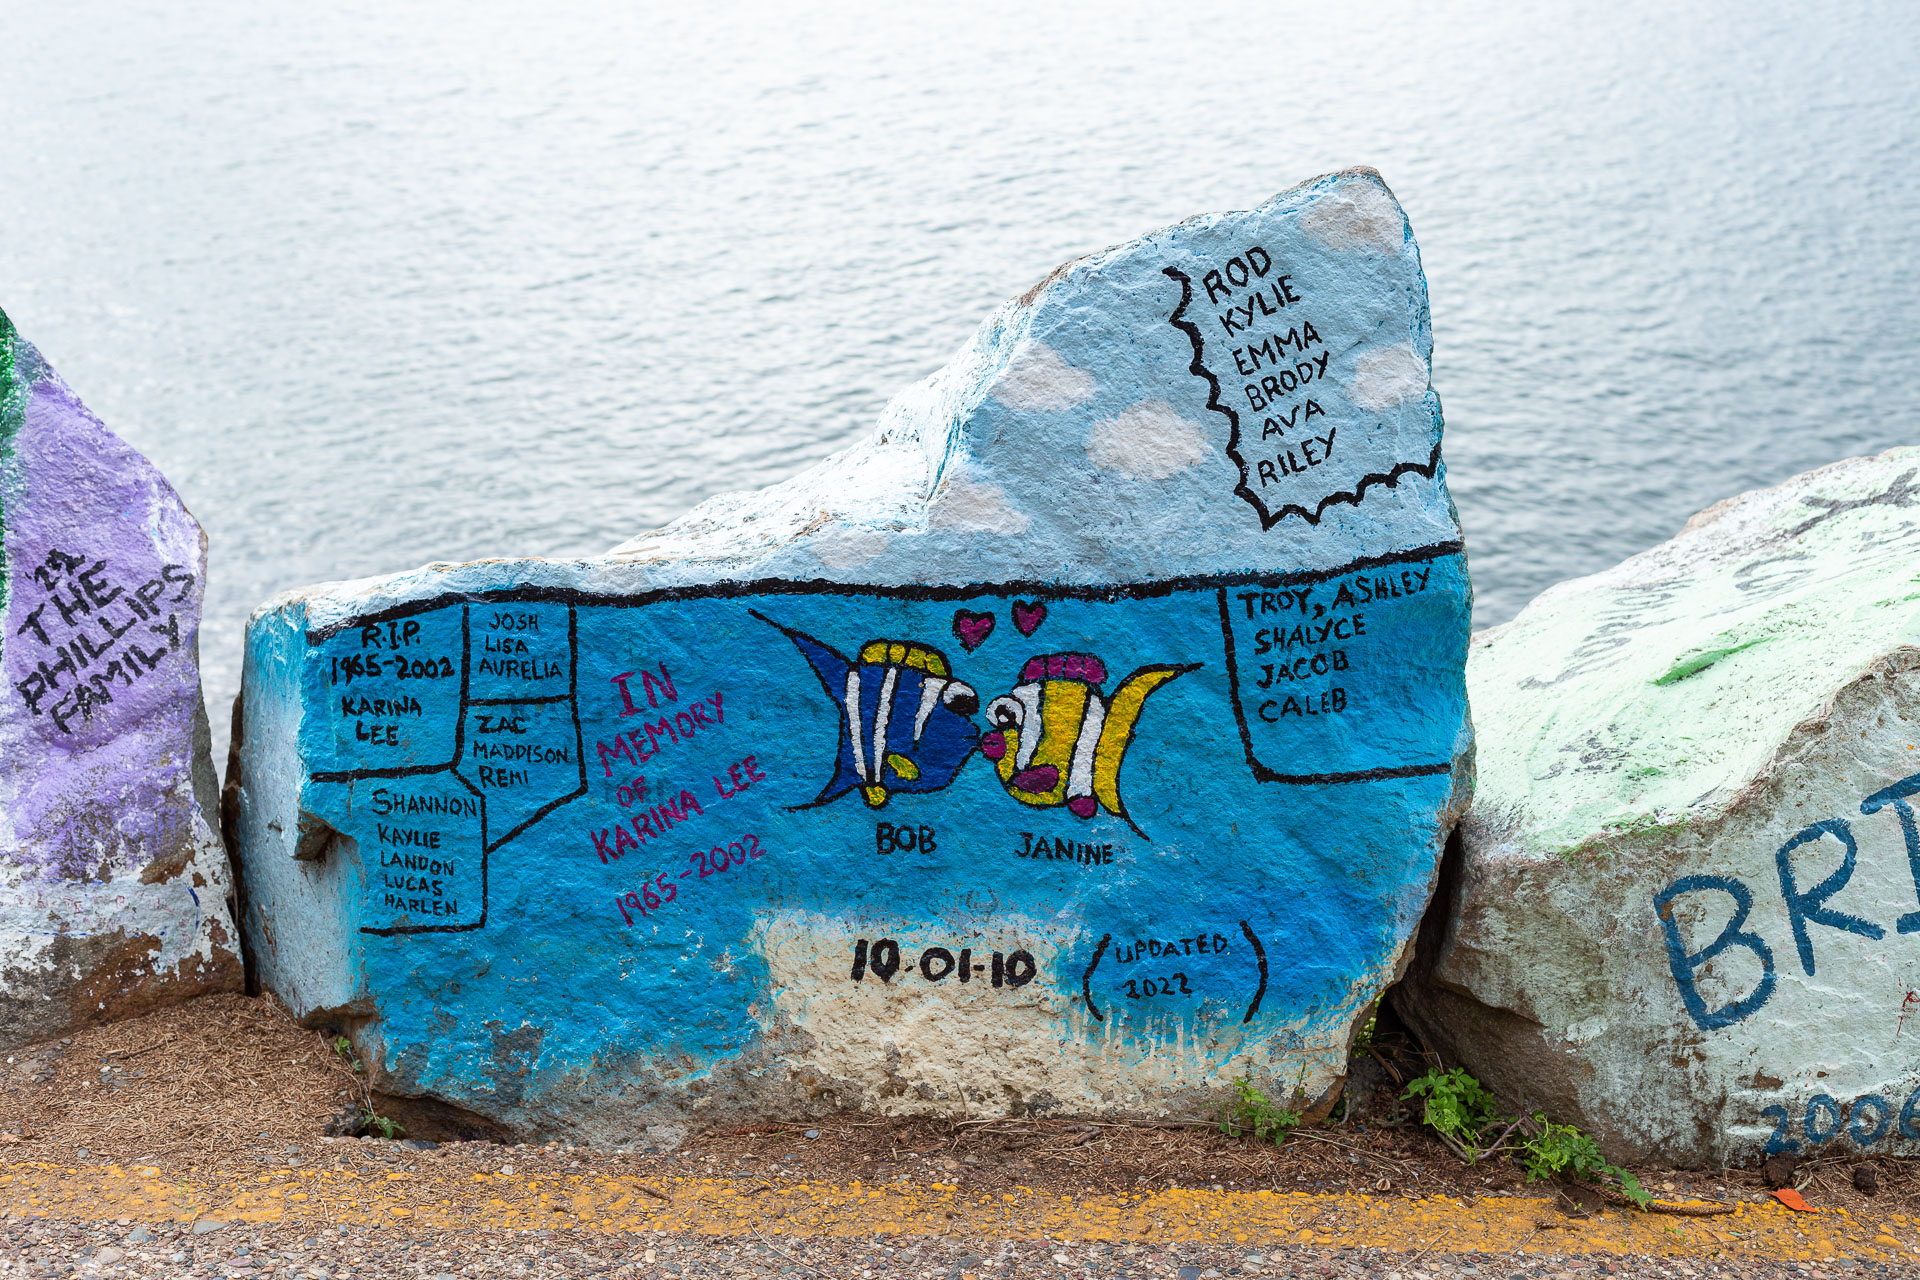 '22
THE
PHILLIPS
FAMILY
R.I.P.
1965-2002
KARINA
LEE
JOSH
LISA
AURELIA
ZAC
MADDISON
REMI
SHANNON
KAYLIE
LANDON
LUCAS
HARLEN
IN
MEMORY
OF
KARINA LEE
1965-2002
BOB
JANINE
10-01-10
(UPDATED
2022)
ROD
KYLIE
EMMA
BRODY
AVA
RILEY
TROY, ASHLEY
SHALYCE
JACOB
CALEB
BRI
2006